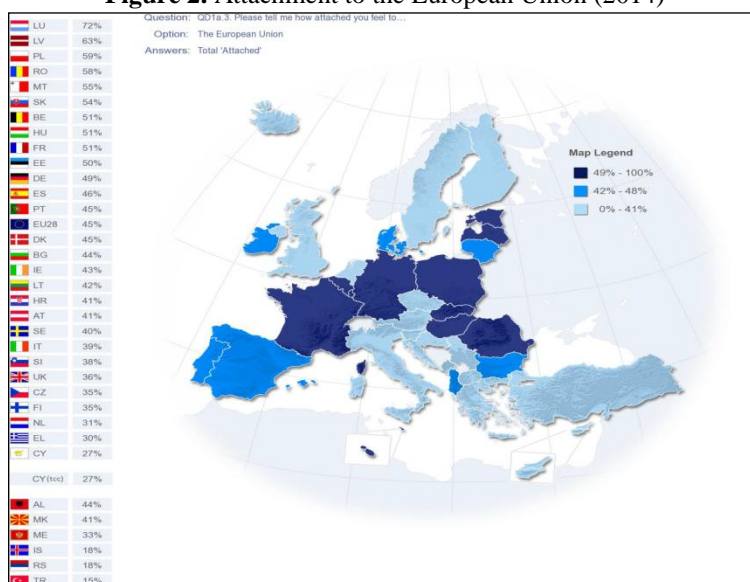 Figure 2. Attachment to the European Union (2014)
Question: QD1a.3. Please tell me how attached you feel to…
Option: The European Union
Answers: Total 'Attached'
LU 72%
LV 63%
PL 59%
RO 58%
MT 55%
SK 54%
BE 51%
HU 51%
FR 51%
EE 50%
DE 49%
ES 46%
PT 45%
EU28 45%
DK 45%
BG 44%
IE 43%
LT 42%
HR 41%
AT 41%
SE 40%
IT 39%
SI 38%
UK 36%
CZ 35%
FI 35%
NL 31%
EL 30%
CY 27%
CY(tcc) 27%
AL 44%
MK 41%
ME 33%
IS 18%
RS 18%
TR 15%
Map Legend
49% - 100%
42% - 48%
0% - 41%